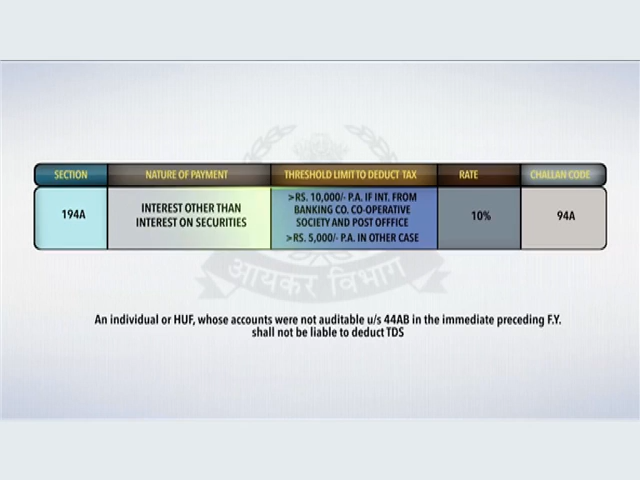 SECTION NATURE OF PAYMENT THRESHOLD LIMIT TO DEDUCT TAX RATE CHALLAN CODE
194A
INTEREST OTHER THAN
INTEREST ON SECURITIES
>RS. 10,000/- P.A. IF INT. FROM
BANKING CO. CO-OPERATIVE
SOCIETY AND POST OFFFICE
>RS. 5,000/- P.A. IN OTHER CASE
10%
94A
आयकर विभाग
An individual or HUF, whose accounts were not auditable u/s 44AB in the immediate preceding F.Y.
shall not be liable to deduct TDS